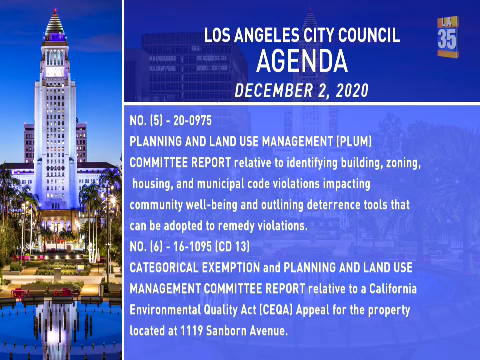 LOS ANGELES CITY COUNCIL
AGENDA
DECEMBER 2, 2020
LA
35
NO. (5) - 20-0975
PLANNING AND LAND USE MANAGEMENT (PLUM)
COMMITTEE REPORT relative to identifying building, zoning,
housing, and municipal code violations impacting
community well-being and outlining deterrence tools that
can be adopted to remedy violations.
NO. (6) - 16-1095 (CD 13)
CATEGORICAL EXEMPTION and PLANNING AND LAND USE
MANAGEMENT COMMITTEE REPORT relative to a California
Environmental Quality Act (CEQA) Appeal for the property
located at 1119 Sanborn Avenue.